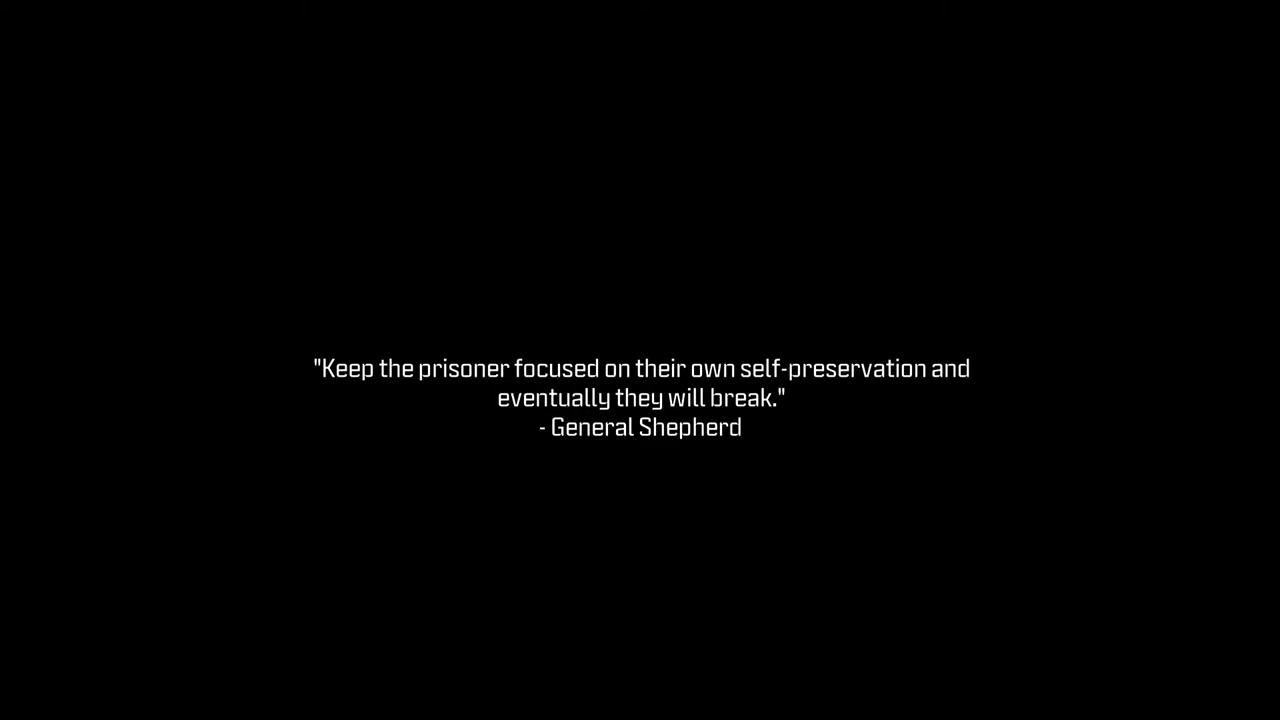 "Keep the prisoner focused on their own self-preservation and
eventually they will break."
- General Shepherd